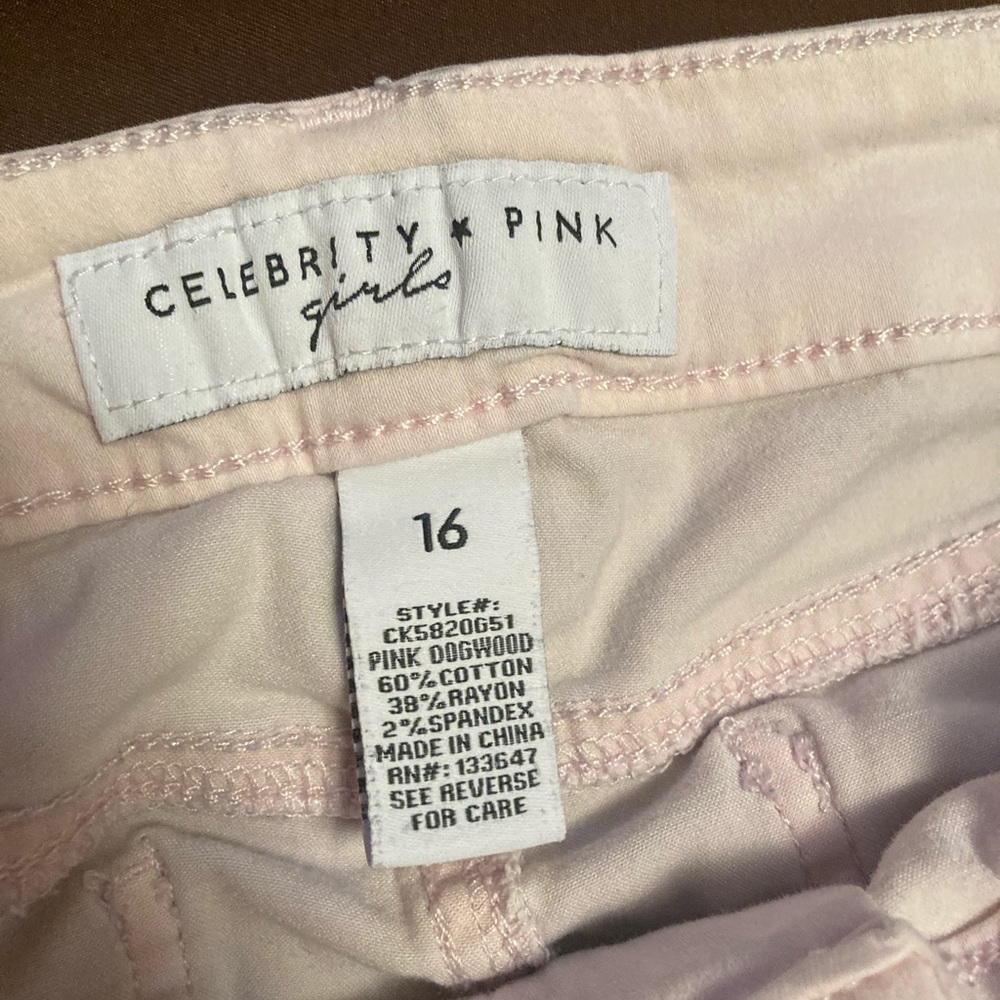 CELEBRITY ★ PINK
girls
16
STYLE#:
CK5820G51
PINK DOGWOOD
60%COTTON
38%RAYON
2%SPANDEX
MADE IN CHINA
RN#:133647
SEE REVERSE
FOR CARE